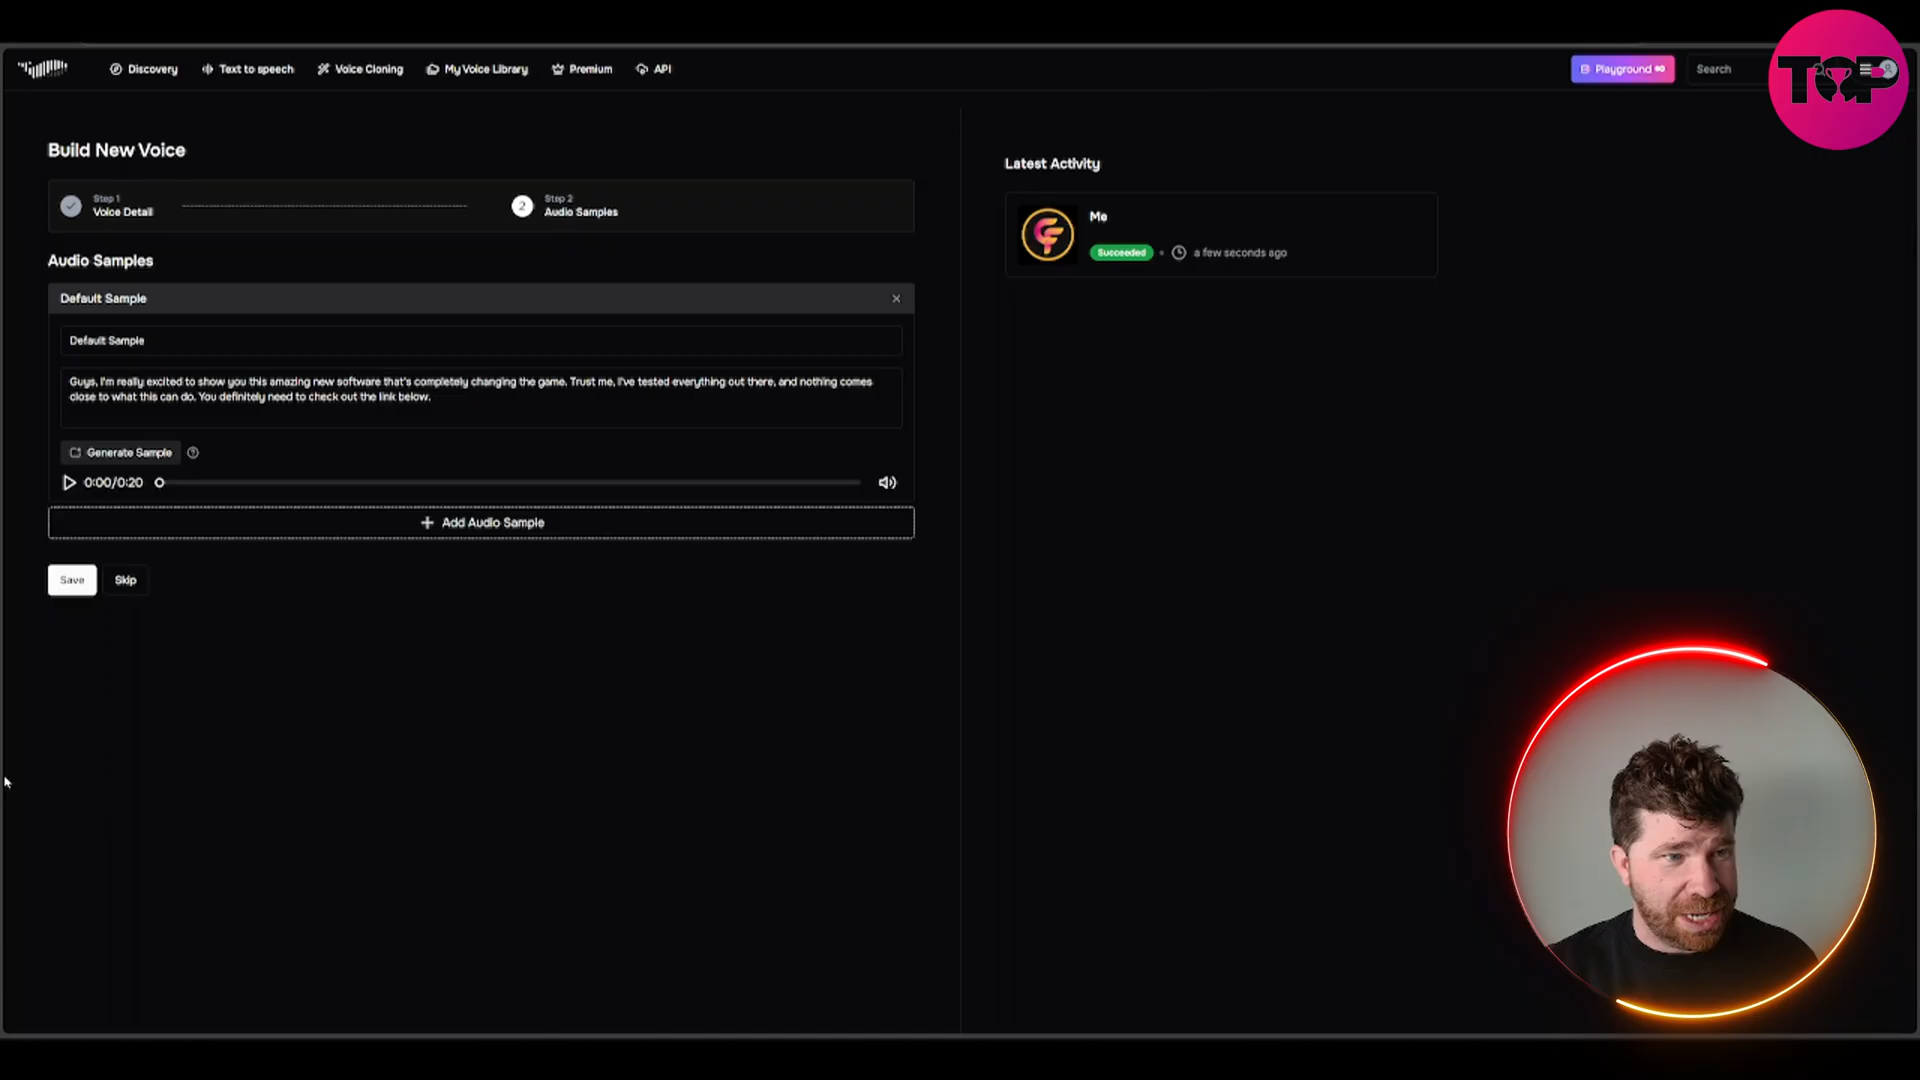 Discovery
Text to speech
Voice Cloning
My Voice Library
Premium
API
Playground
Search
TOP
Build New Voice
Step 1
Voice Detail
2
Step 2
Audio Samples
Audio Samples
Default Sample
Default Sample
Guys, I'm really excited to show you this amazing new software that's completely changing the game. Trust me, I've tested everything out there, and nothing comes
close to what this can do. You definitely need to check out the link below.
Generate Sample
0:00/0:20
Add Audio Sample
Save
Skip
Latest Activity
Me
Succeeded
a few seconds ago